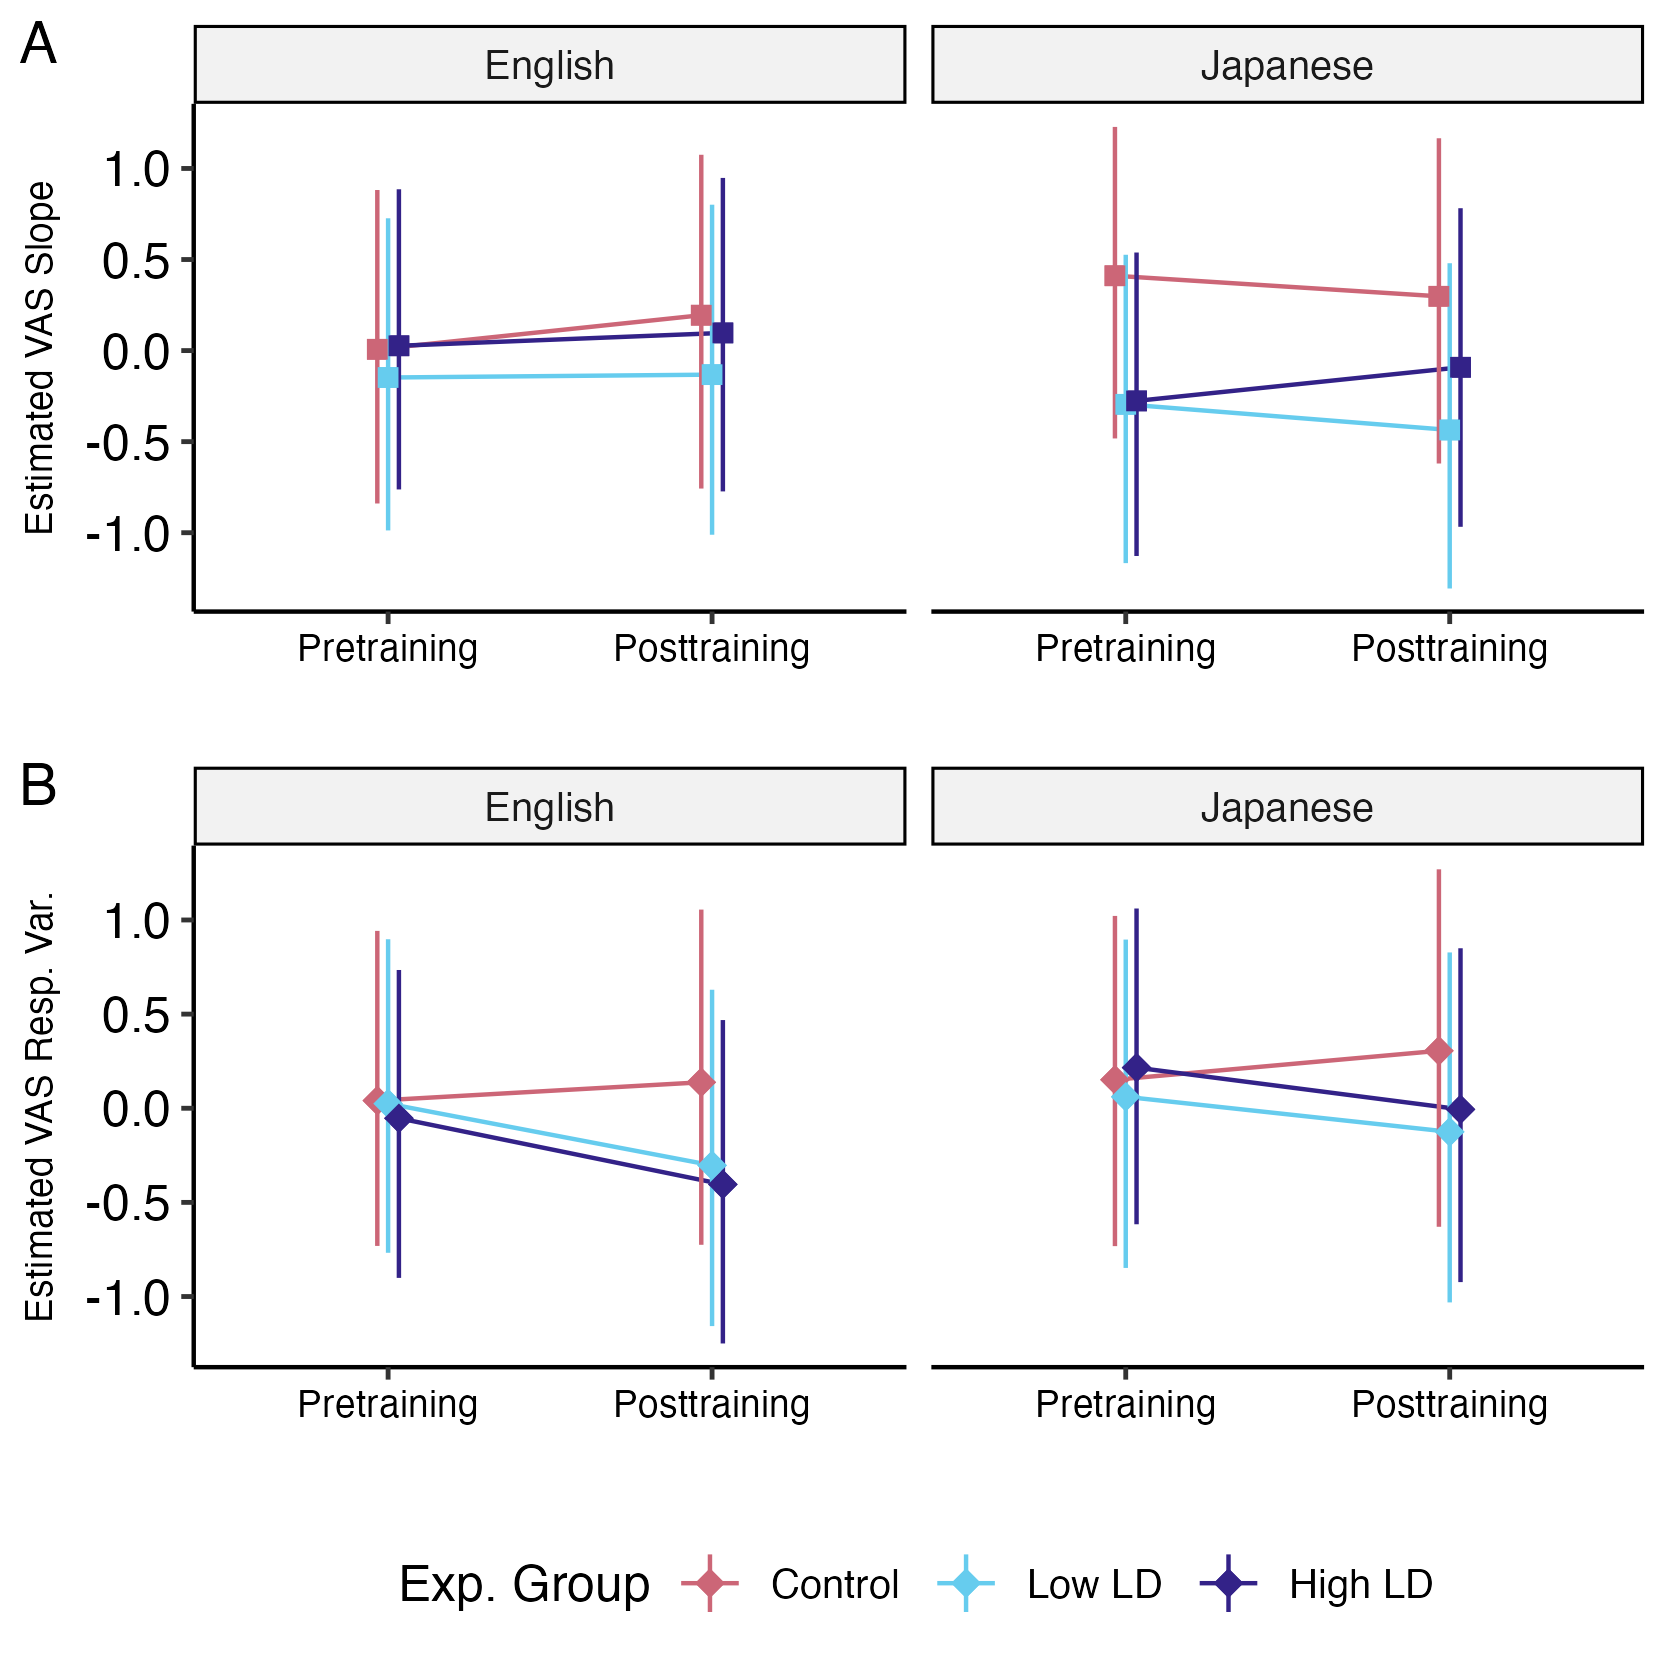 A
English
Japanese
Estimated VAS Slope
1.0
0.5
0.0
-0.5
-1.0
Pretraining
Posttraining
Pretraining
Posttraining
B
English
Japanese
Estimated VAS Resp. Var.
1.0
0.5
0.0
-0.5
-1.0
Pretraining
Posttraining
Pretraining
Posttraining
Exp. Group Control Low LD High LD